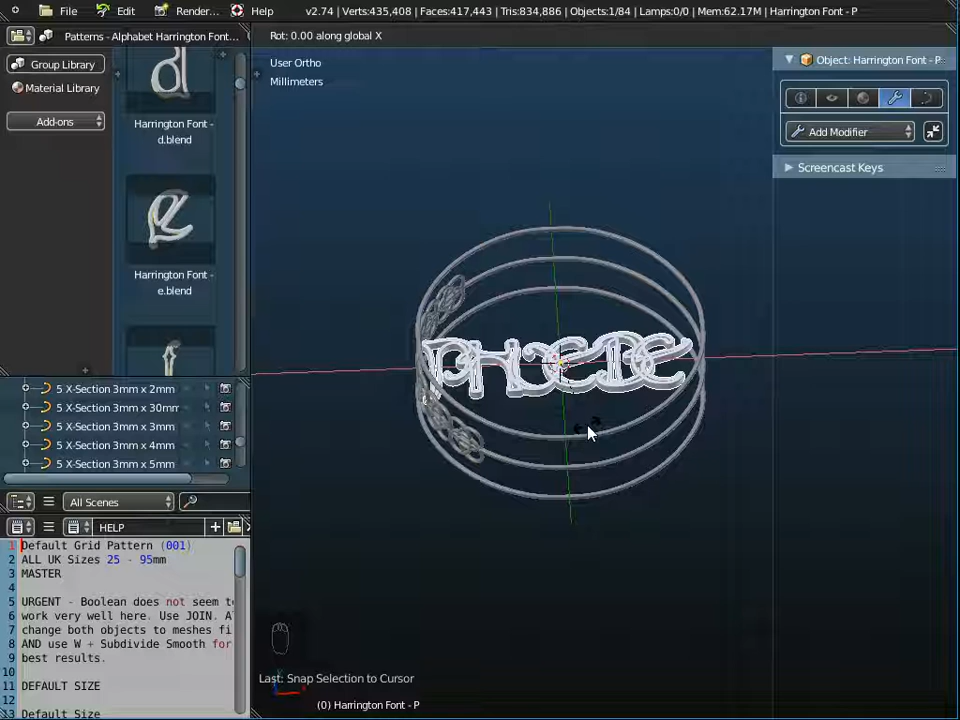 File Edit Render... Help v2.74 | Verts:435,408 | Faces:417,443 | Tris:834,886 | Objects:1/84 | Lamps:0/0 | Mem:62.17M | Harrington Font - P
Patterns - Alphabet Harrington Font...
Rot: 0.00 along global X
Group Library
Material Library
Add-ons
Harrington Font -
d.blend
Harrington Font -
e.blend
User Ortho
Millimeters
Object: Harrington Font - P
Add Modifier
Screencast Keys
PHOEBE
5 X-Section 3mm x 2mm
5 X-Section 3mm x 30mm
5 X-Section 3mm x 3mm
5 X-Section 3mm x 4mm
5 X-Section 3mm x 5mm
All Scenes
HELP
1 Default Grid Pattern (001)
2 ALL UK Sizes 25 - 95mm
3 MASTER
4
5 URGENT - Boolean does not seem t
6 work very well here. Use JOIN. A
7 change both objects to meshes fi
8 AND use W + Subdivide Smooth for
9 best results.
10
11 DEFAULT SIZE
12
13 Default Size
Last: Snap Selection to Cursor
(0) Harrington Font - P